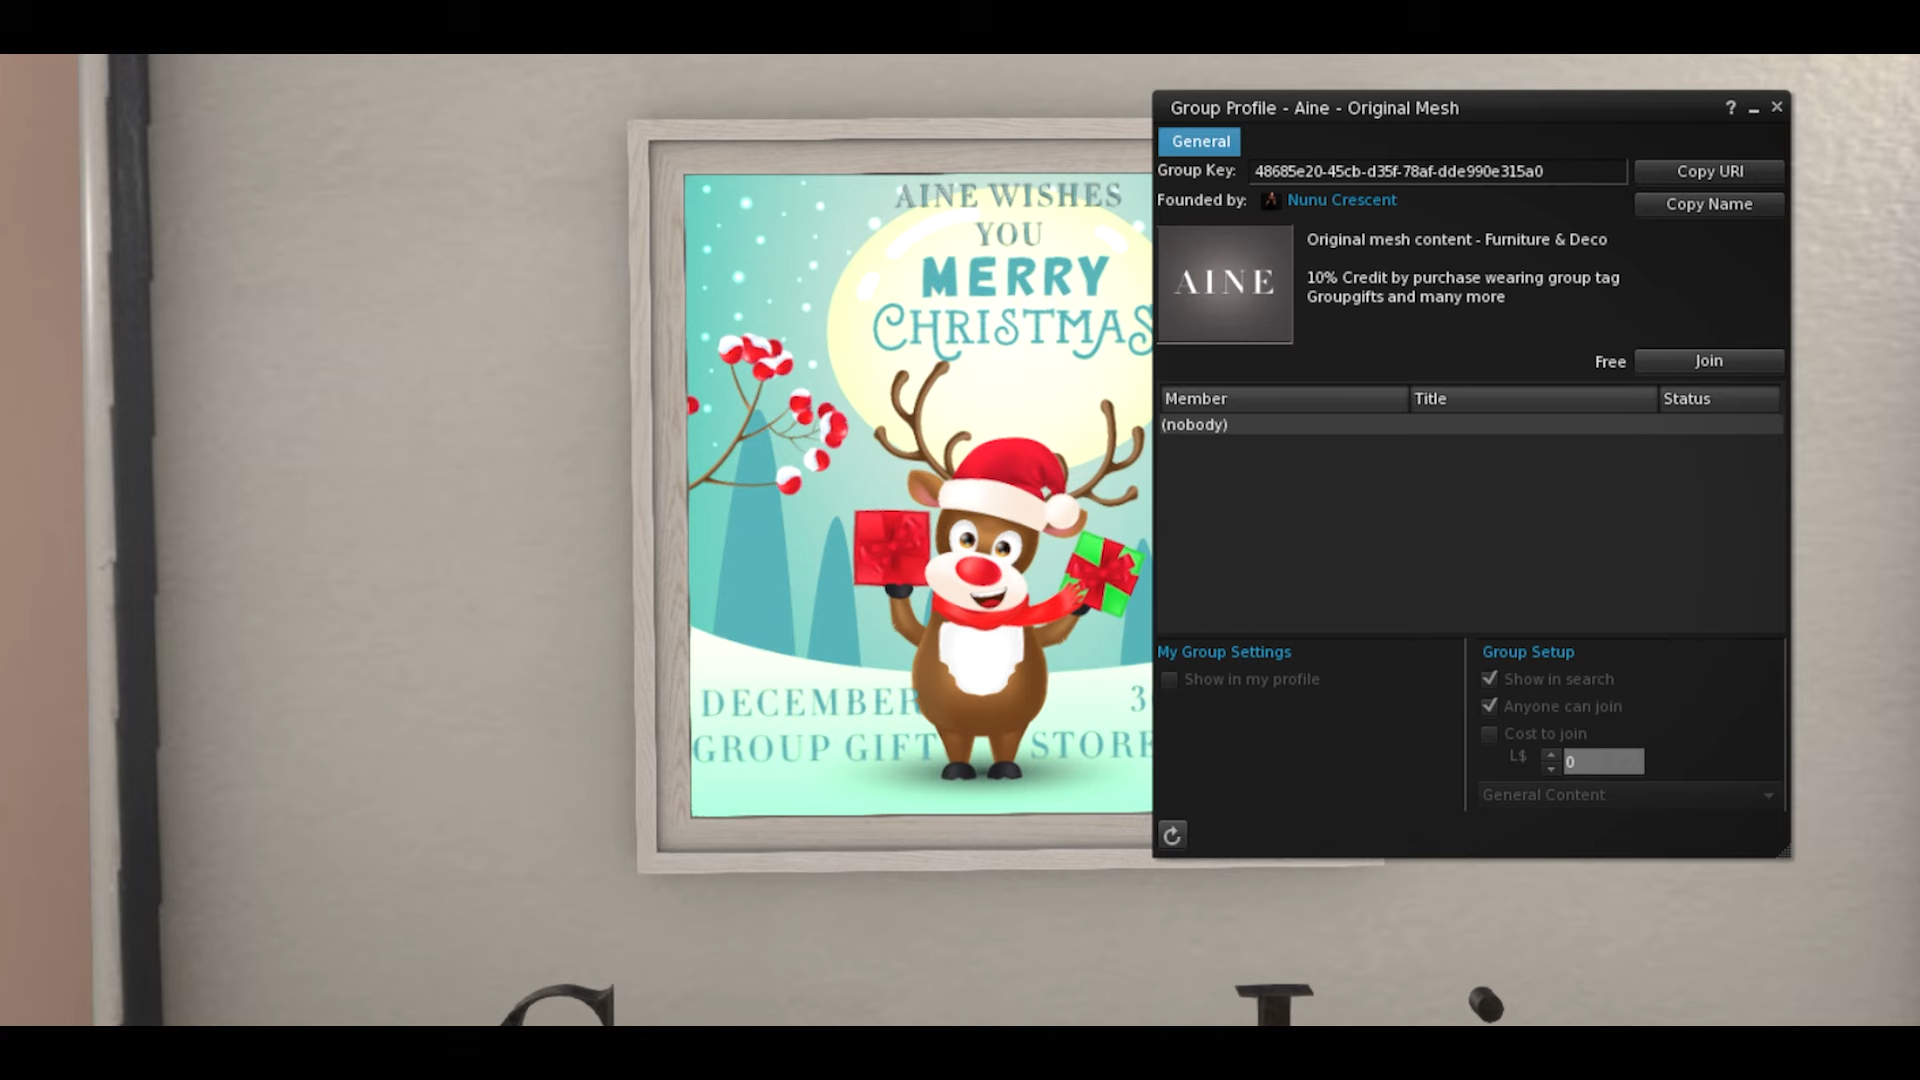 AINE WISHES
YOU
MERRY
CHRISTMAS
DECEMBER
GROUP GIFT STORE
Group Profile - Aine - Original Mesh
General
Group Key: 48685e20-45cb-d35f-78af-dde990e315a0 Copy URI
Founded by: Nunu Crescent Copy Name
AINE
Original mesh content - Furniture & Deco
10% Credit by purchase wearing group tag
Groupgifts and many more
Free Join
Member Title Status
(nobody)
My Group Settings
Show in my profile
Group Setup
Show in search
Anyone can join
Cost to join
L$ 0
General Content